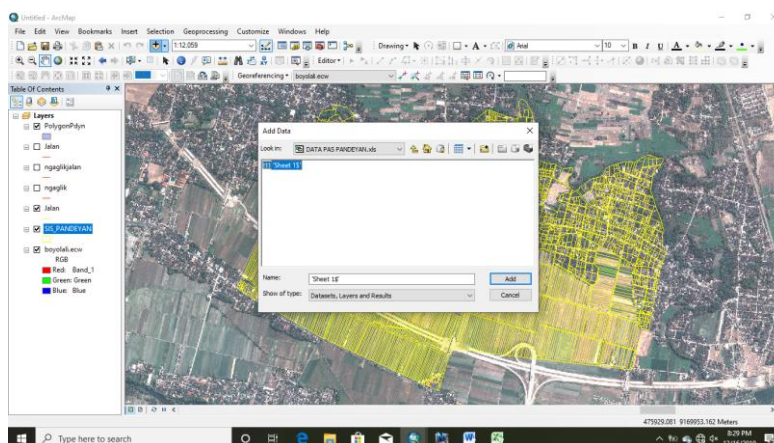 Untitled - ArcMap
File Edit View Bookmarks Insert Selection Geoprocessing Customize Windows Help
1:12.059
Drawing
Arial
10
B I U
Editor
Georeferencing
boyolali.ecw
Table Of Contents
Layers
PolygonPdyn
Jalan
ngaglikjalan
ngaglik
Jalan
SIS_PANDEYAN
boyolali.ecw
RGB
Red: Band_1
Green: Green
Blue: Blue
Add Data
Look in: DATA PAS PANDEYAN.xls
'Sheet 1$'
Name: 'Sheet 1$'
Add
Show of type: Datasets, Layers and Results
Cancel
475929.081 9169953.162 Meters
Type here to search
8:29 PM